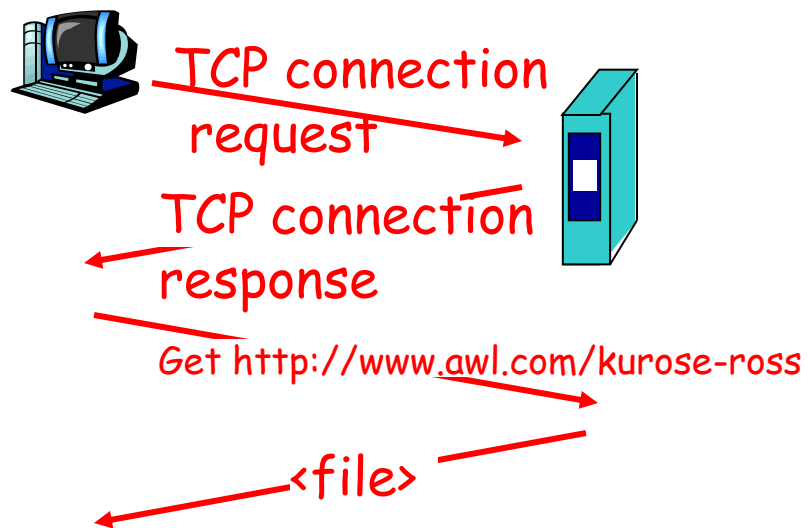 TCP connection
request
TCP connection
response
Get http://www.awl.com/kurose-ross
<file>